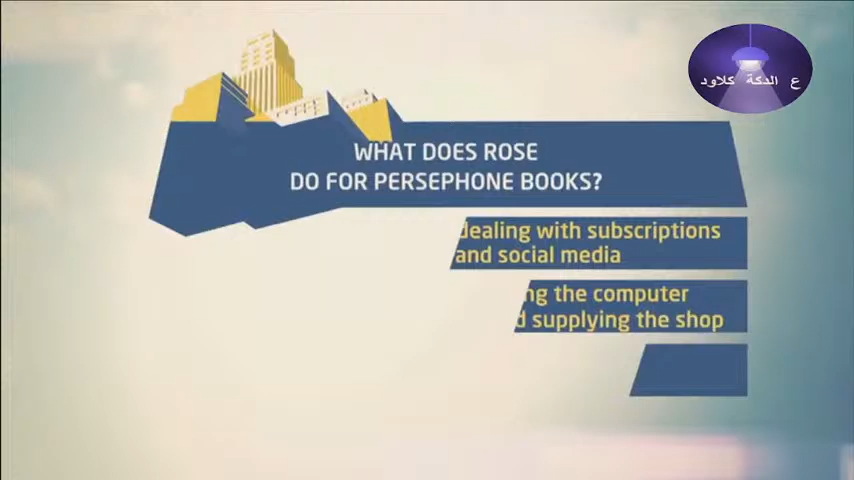 ع الدكة كلاود
WHAT DOES ROSE
DO FOR PERSEPHONE BOOKS?
dealing with subscriptions
and social media
the computer
supplying the shop